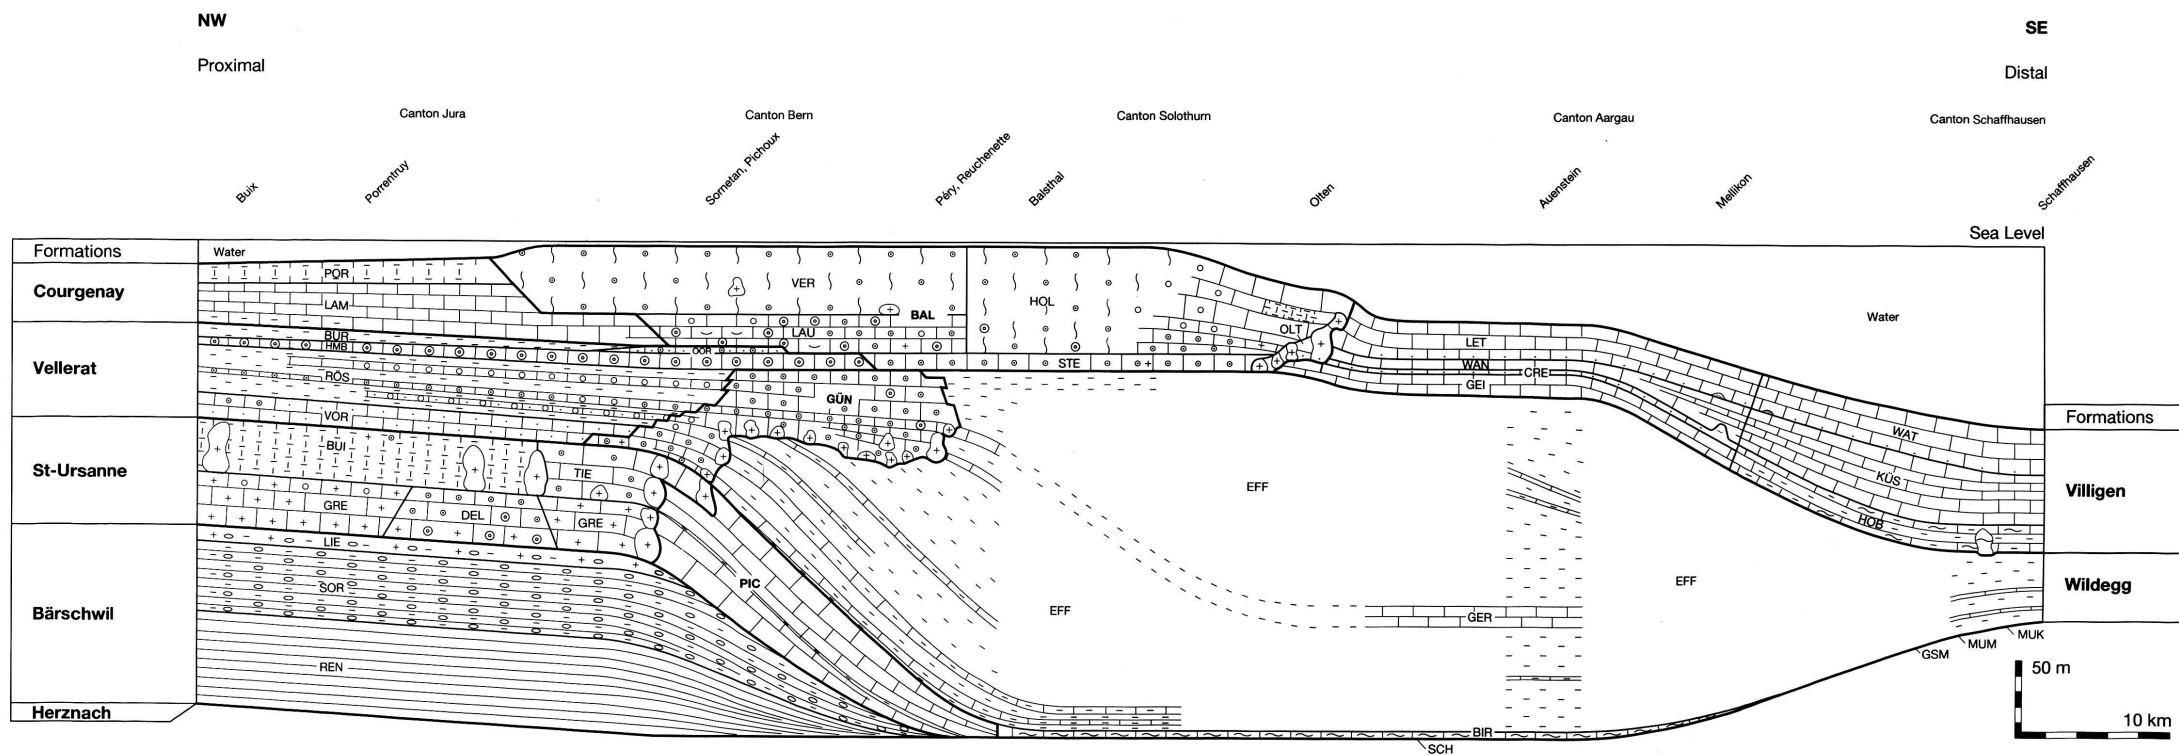 NW
SE
Proximal
Distal
Canton Jura
Canton Bern
Canton Solothurn
Canton Aargau
Canton Schaffhausen
Buix
Porrentruy
Sornetan, Pichoux
Péry, Reuchenette
Balsthal
Olten
Auenstein
Mellikon
Schaffhausen
Sea Level
Formations
Water
Courgenay
POR
LAM
VER
BAL
LAU
HOL
OLT
Water
Vellerat
BUR
HMB
OOR
RÖS
VOR
GÜN
STE
LET
WAN
CRE
GEI
Formations
St-Ursanne
BUI
TIE
GRE
DEL
GRE
EFF
WAT
KÜS
HOB
Villigen
Bärschwil
LIE
SOR
REN
PIC
EFF
GER
EFF
Wildegg
MUK
MUM
GSM
Herznach
BIR
SCH
50 m
10 km